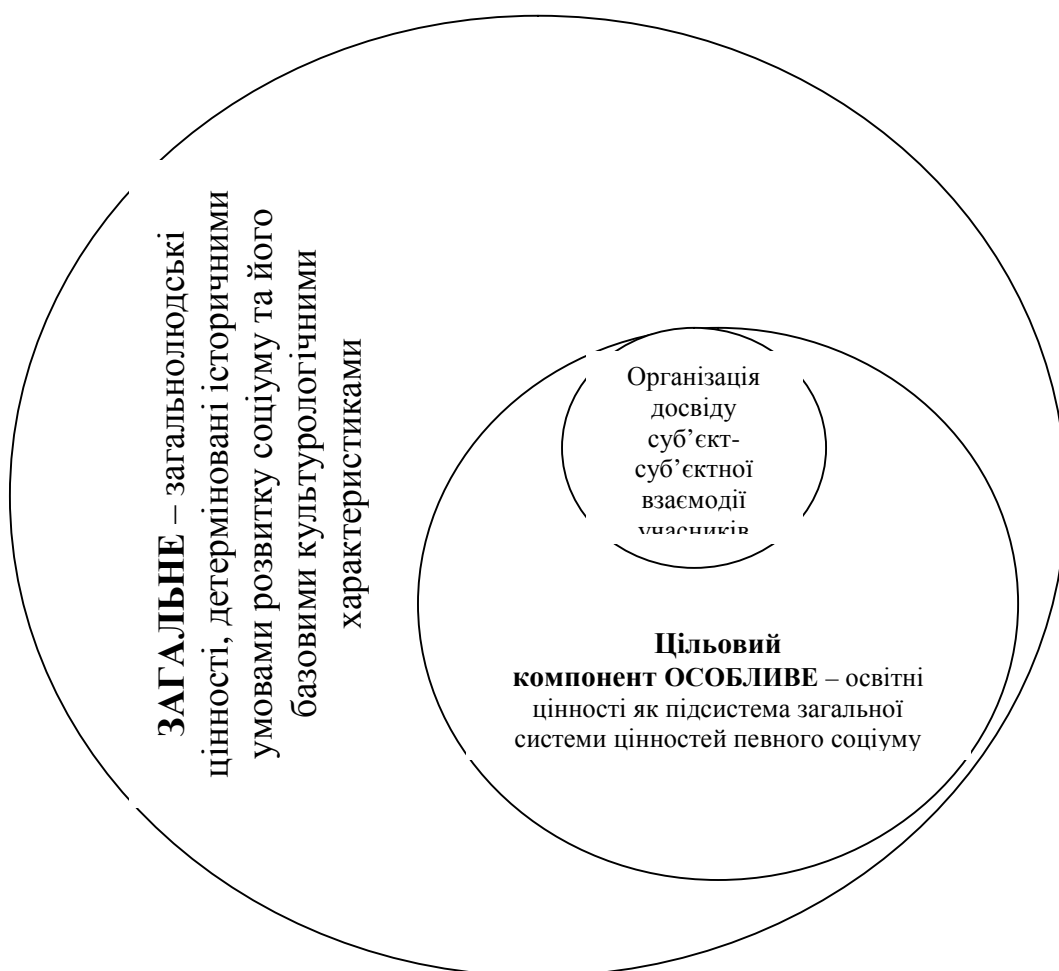 ЗАГАЛЬНЕ – загальнолюдські
цінності, детерміновані історичними
умовами розвитку соціуму та його
базовими культурологічними
характеристиками
Організація
досвіду
суб’єкт-
суб’єктної
взаємодії
учасників
Цільовий
компонент ОСОБЛИВЕ – освітні
цінності як підсистема загальної
системи цінностей певного соціуму